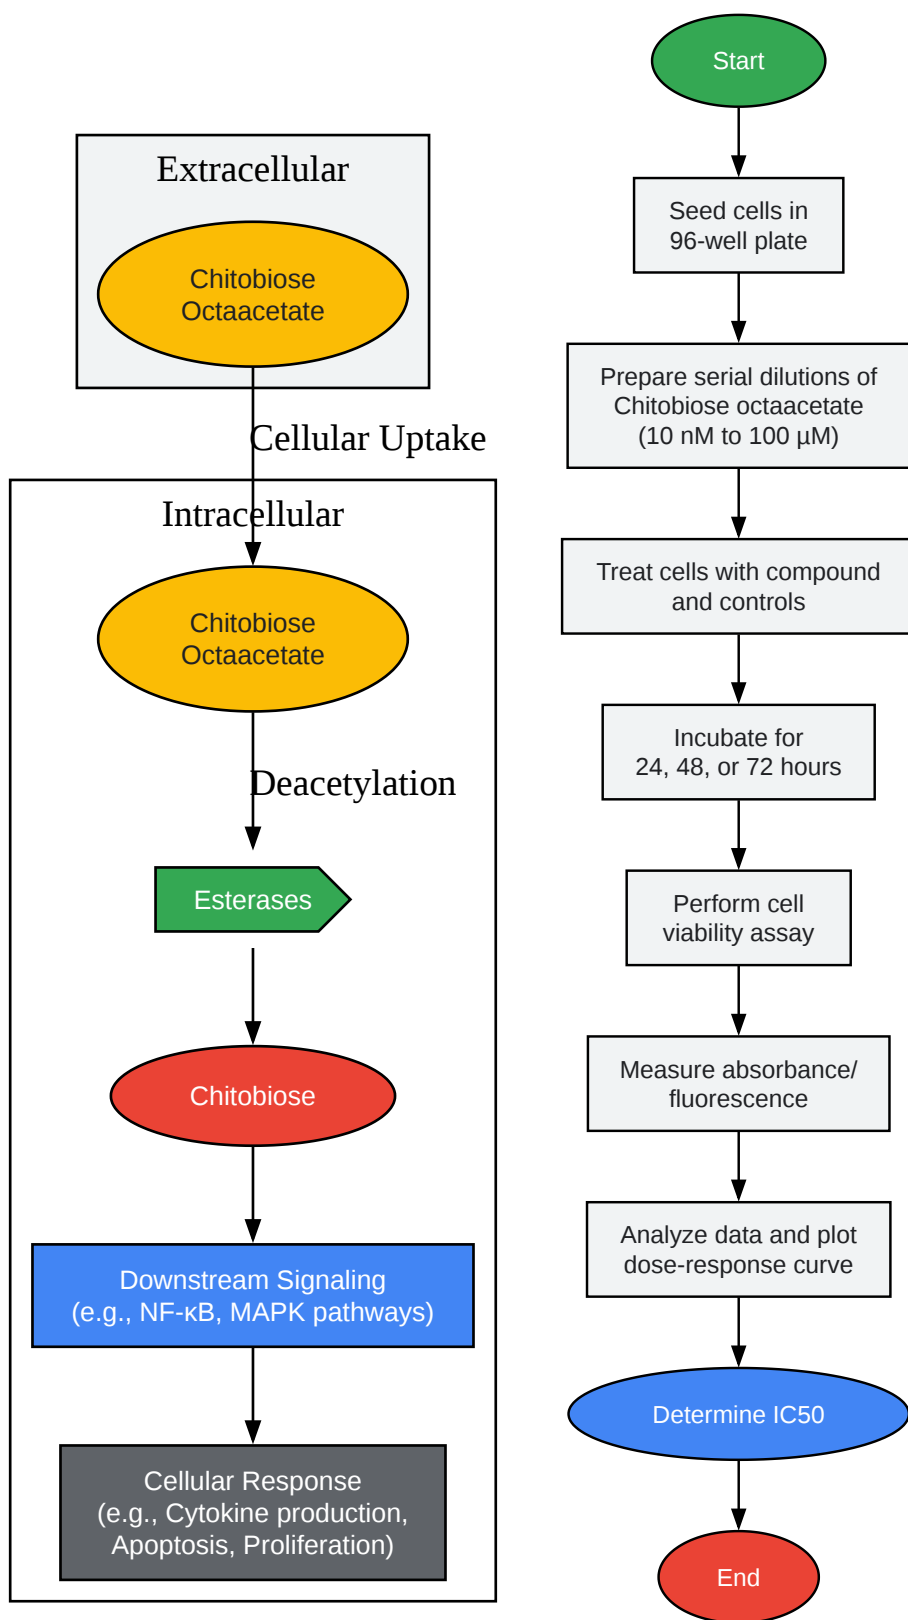 Extracellular
Chitobiose
Octaacetate
Cellular Uptake
Intracellular
Chitobiose
Octaacetate
Deacetylation
Esterases
Chitobiose
Downstream Signaling
(e.g., NF-κB, MAPK pathways)
Cellular Response
(e.g., Cytokine production,
Apoptosis, Proliferation)
Start
Seed cells in
96-well plate
Prepare serial dilutions of
Chitobiose octaacetate
(10 nM to 100 µM)
Treat cells with compound
and controls
Incubate for
24, 48, or 72 hours
Perform cell
viability assay
Measure absorbance/
fluorescence
Analyze data and plot
dose-response curve
Determine IC50
End